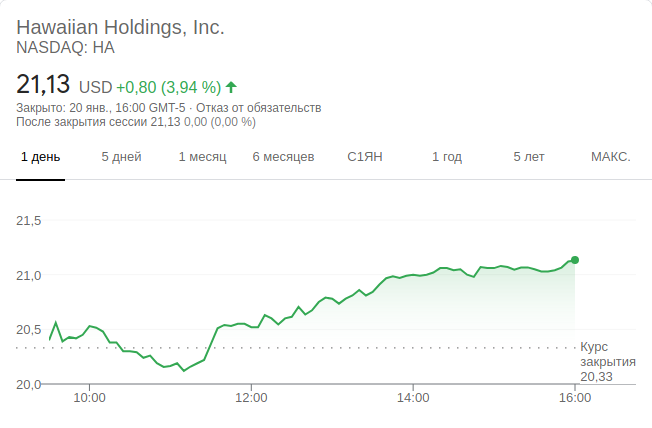 Hawaiian Holdings, Inc.
NASDAQ: HA
21,13 USD +0,80 (3,94 %)
Закрыто: 20 янв., 16:00 GMT-5 · Отказ от обязательств
После закрытия сессии 21,13 0,00 (0,00 %)
1 день 5 дней 1 месяц 6 месяцев С1ЯН 1 год 5 лет МАКС.
21,5
21,0
20,5
20,0
Курс
закрытия
20,33
10:00 12:00 14:00 16:00